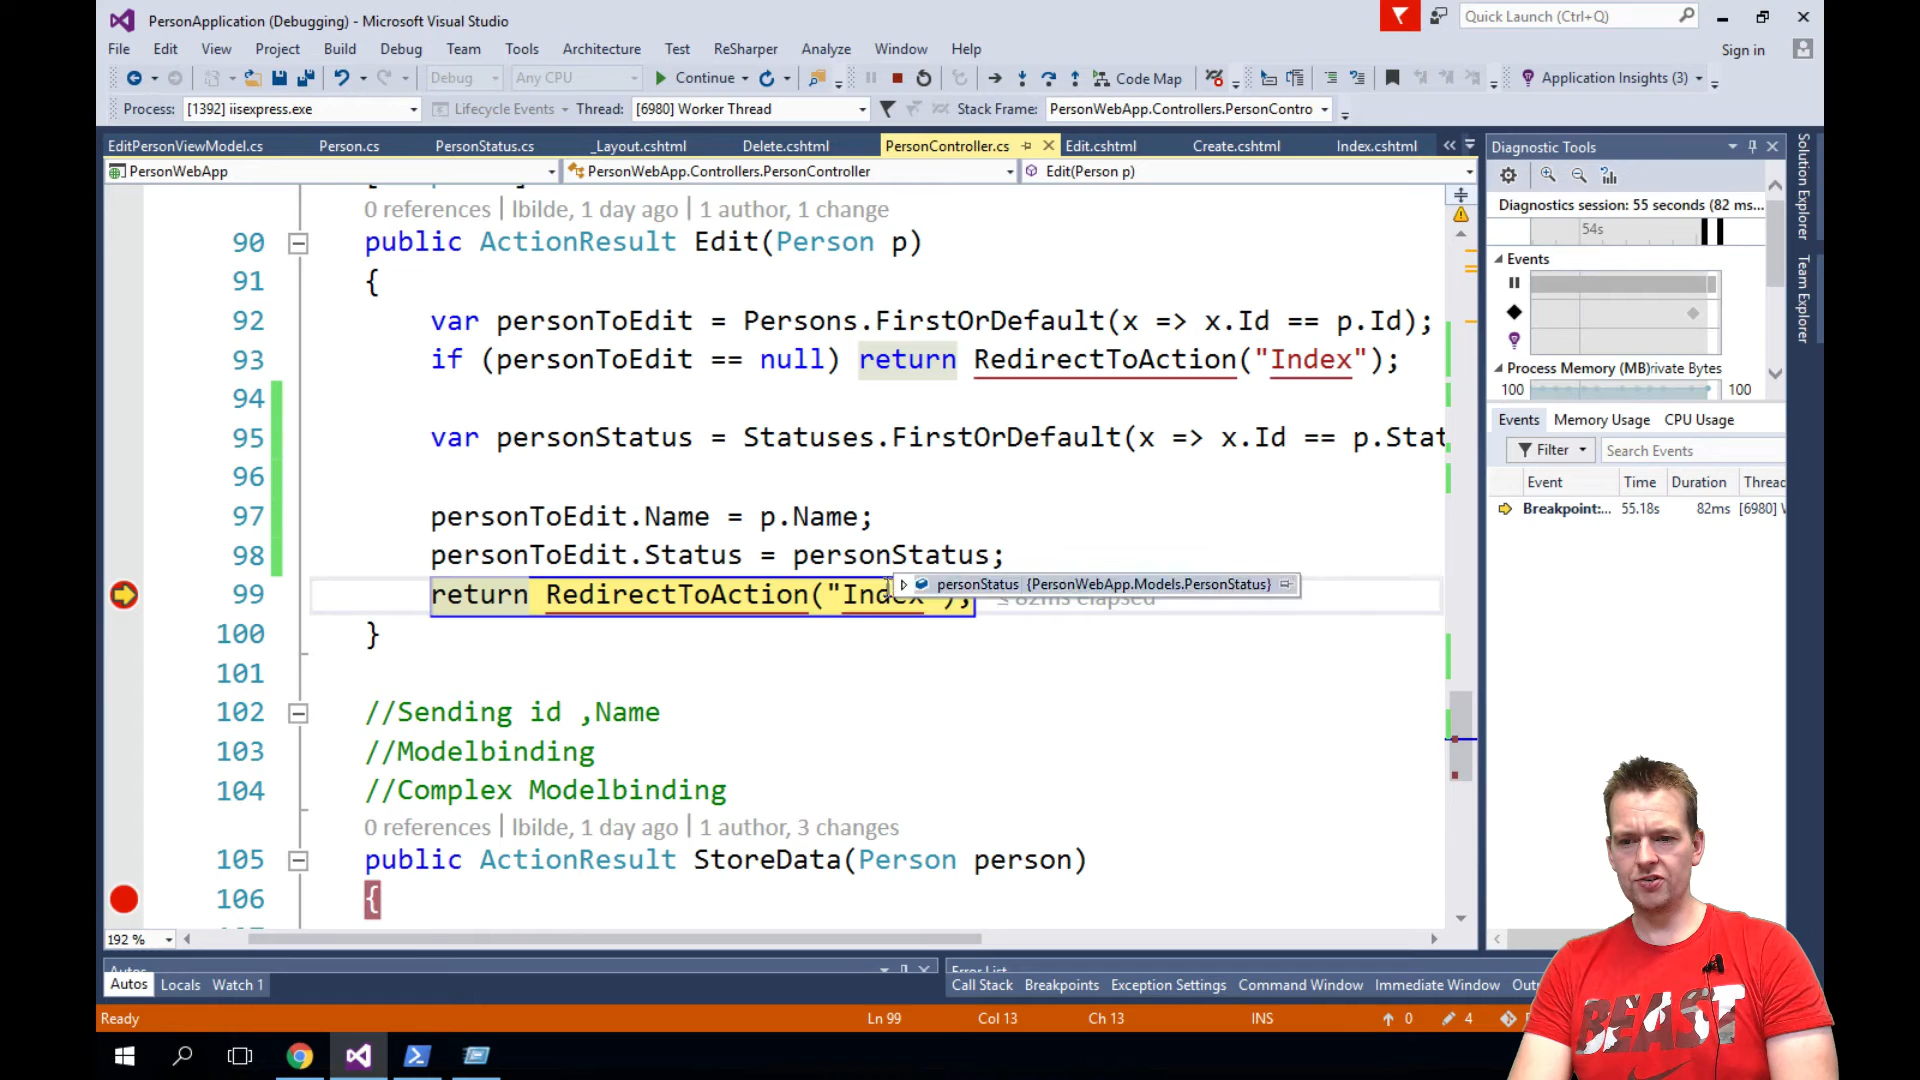 PersonApplication (Debugging) - Microsoft Visual Studio
Quick Launch (Ctrl+Q)
File Edit View Project Build Debug Team Tools Architecture Test ReSharper Analyze Window Help
Sign in
Debug Any CPU Continue Code Map Application Insights (3)
Process: [1392] iisexpress.exe Lifecycle Events Thread: [6980] Worker Thread Stack Frame: PersonWebApp.Controllers.PersonContro
EditPersonViewModel.cs Person.cs PersonStatus.cs _Layout.cshtml Delete.cshtml PersonController.cs Edit.cshtml Create.cshtml Index.cshtml
PersonWebApp PersonWebApp.Controllers.PersonController Edit(Person p)
0 references | lbilde, 1 day ago | 1 author, 1 change
90 public ActionResult Edit(Person p)
91 {
92 var personToEdit = Persons.FirstOrDefault(x => x.Id == p.Id);
93 if (personToEdit == null) return RedirectToAction("Index");
94
95 var personStatus = Statuses.FirstOrDefault(x => x.Id == p.Stat
96
97 personToEdit.Name = p.Name;
98 personToEdit.Status = personStatus;
personStatus {PersonWebApp.Models.PersonStatus}
99 return RedirectToAction("Index"); ≤ 82ms elapsed
100 }
101
102 //Sending id ,Name
103 //Modelbinding
104 //Complex Modelbinding
0 references | lbilde, 1 day ago | 1 author, 3 changes
105 public ActionResult StoreData(Person person)
106 {
192 %
Diagnostic Tools
Diagnostics session: 55 seconds (82 ms...
54s
Events
Process Memory (MB)rivate Bytes
100 100
Events Memory Usage CPU Usage
Filter Search Events
Event Time Duration Thread
Breakpoint:... 55.18s 82ms [6980] W
Solution Explorer
Team Explorer
Autos Error List
Autos Locals Watch 1 Call Stack Breakpoints Exception Settings Command Window Immediate Window Out
Ready Ln 99 Col 13 Ch 13 INS 0 4
BEAST